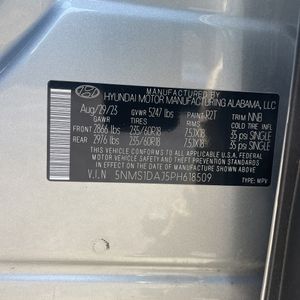 MANUFACTURED BY
HYUNDAI MOTOR MANUFACTURING ALABAMA, LLC
Aug/29/23 GVWR 5247 lbs PAINT R2T TRIM NNB
GAWR TIRES RIMS COLD TIRE INF. PRES.
FRONT 2866 lbs 235/60R18 7.5JX18 35 psi SINGLE
REAR 2976 lbs 235/60R18 7.5JX18 35 psi SINGLE
THIS VEHICLE CONFORMS TO ALL APPLICABLE
U.S.FEDERAL MOTOR VEHICLE SAFETY AND THEFT PREVENTION STANDARDS
IN EFFECT ON THE DATE OF MANUFACTURE SHOWN ABOVE.
V.I.N 5NMS1DAJ5PH618509
TYPE: MPV